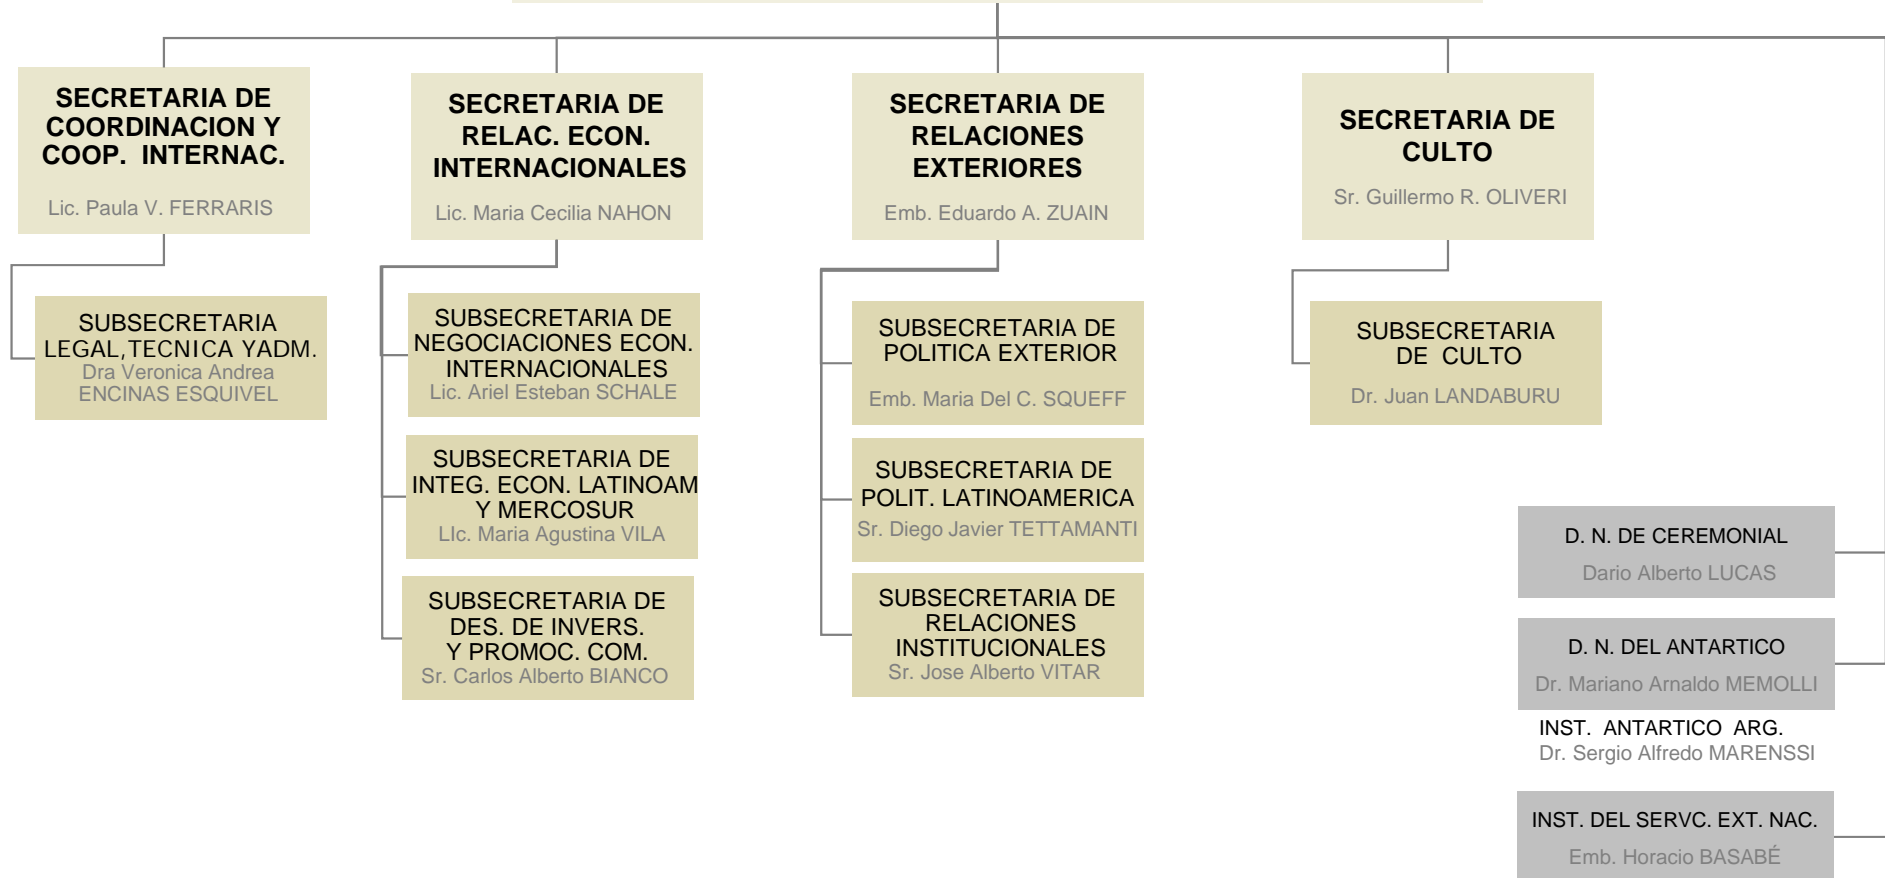 SECRETARIA DE
COORDINACION Y
COOP. INTERNAC.
Lic. Paula V. FERRARIS
SUBSECRETARIA
LEGAL,TECNICA YADM.
Dra Veronica Andrea
ENCINAS ESQUIVEL
SECRETARIA DE
RELAC. ECON.
INTERNACIONALES
Lic. Maria Cecilia NAHON
SUBSECRETARIA DE
NEGOCIACIONES ECON.
INTERNACIONALES
Lic. Ariel Esteban SCHALE
SUBSECRETARIA DE
INTEG. ECON. LATINOAM
Y MERCOSUR
LIc. Maria Agustina VILA
SUBSECRETARIA DE
DES. DE INVERS.
Y PROMOC. COM.
Sr. Carlos Alberto BIANCO
SECRETARIA DE
RELACIONES
EXTERIORES
Emb. Eduardo A. ZUAIN
SUBSECRETARIA DE
POLITICA EXTERIOR
Emb. Maria Del C. SQUEFF
SUBSECRETARIA DE
POLIT. LATINOAMERICA
Sr. Diego Javier TETTAMANTI
SUBSECRETARIA DE
RELACIONES
INSTITUCIONALES
Sr. Jose Alberto VITAR
SECRETARIA DE
CULTO
Sr. Guillermo R. OLIVERI
SUBSECRETARIA
DE CULTO
Dr. Juan LANDABURU
D. N. DE CEREMONIAL
Dario Alberto LUCAS
D. N. DEL ANTARTICO
Dr. Mariano Arnaldo MEMOLLI
INST. ANTARTICO ARG.
Dr. Sergio Alfredo MARENSSI
INST. DEL SERVC. EXT. NAC.
Emb. Horacio BASABÉ